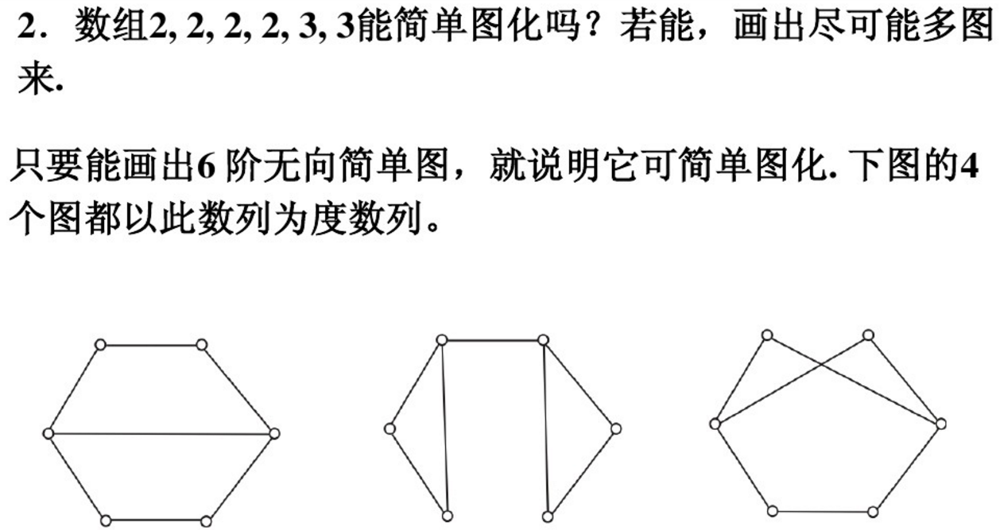 2．数组2, 2, 2, 2, 3, 3能简单图化吗？若能，画出尽可能多图
来.
只要能画出6 阶无向简单图，就说明它可简单图化. 下图的4
个图都以此数列为度数列。